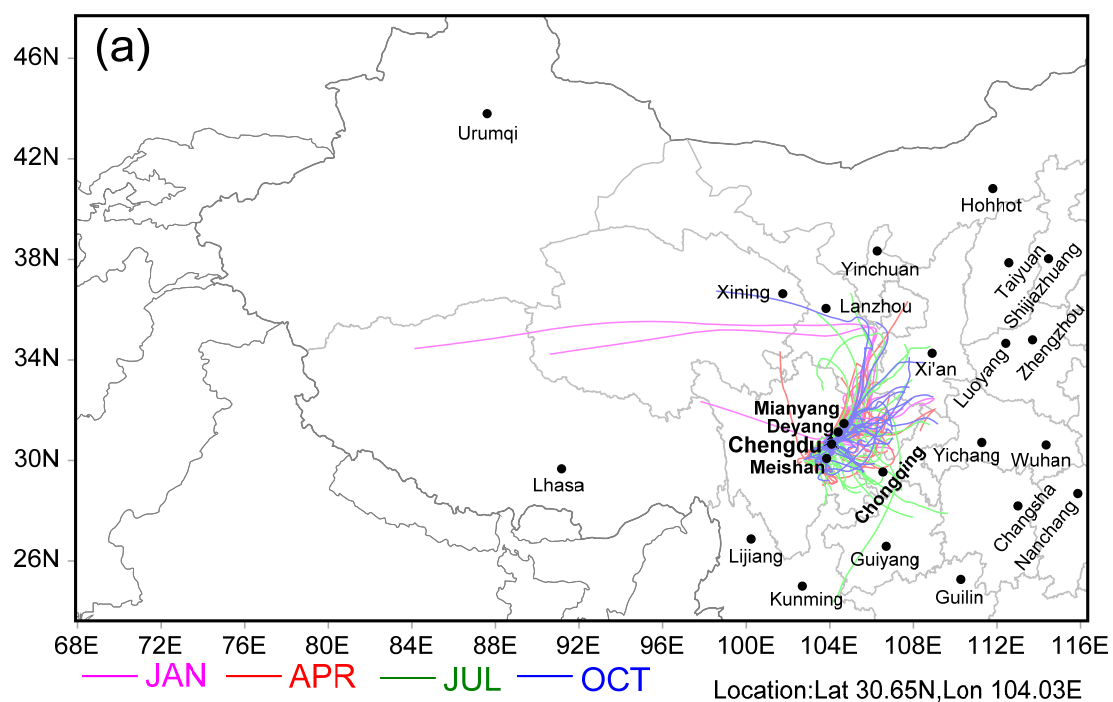 (a)
46N
42N
38N
34N
30N
26N
Urumqi
Hohhot
Yinchuan
Taiyuan
Shijiazhuang
Xining
Lanzhou
Xi'an
Luoyang
Zhengzhou
Mianyang
Deyang
Chengdu
Meishan
Chongqing
Yichang
Wuhan
Lhasa
Changsha
Nanchang
Lijiang
Guiyang
Kunming
Guilin
68E 72E 76E 80E 84E 88E 92E 96E 100E 104E 108E 112E 116E
JAN APR JUL OCT
Location:Lat 30.65N,Lon 104.03E